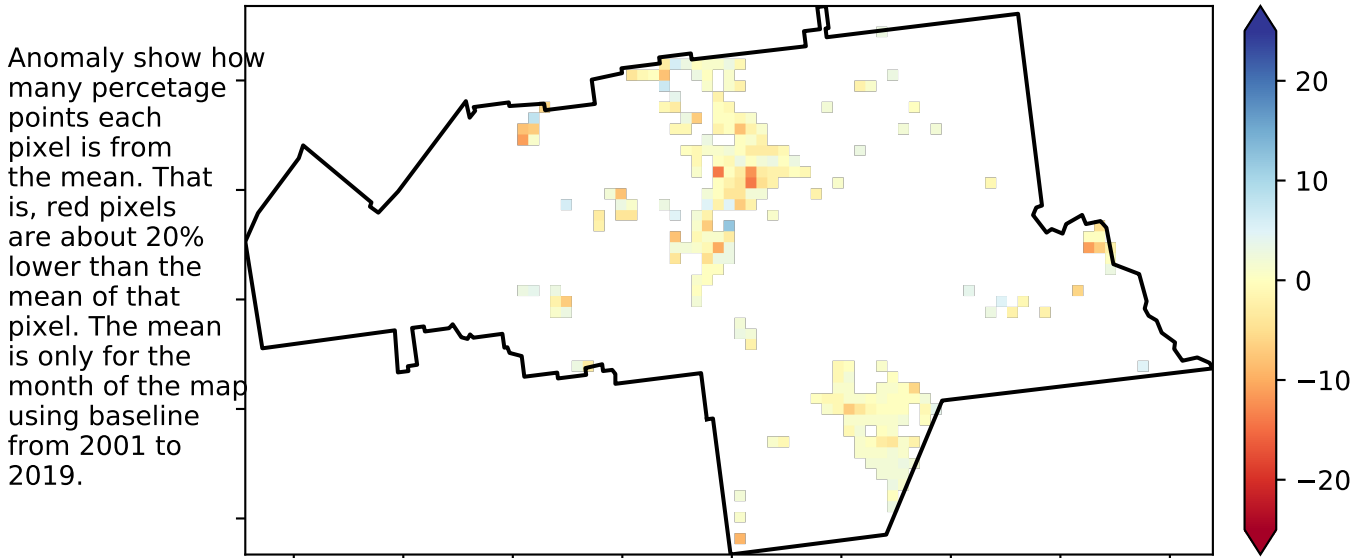 Anomaly show how
many percetage
points each
pixel is from
the mean. That
is, red pixels
are about 20%
lower than the
mean of that
pixel. The mean
is only for the
month of the map
using baseline
from 2001 to
2019.
20
10
0
−10
−20